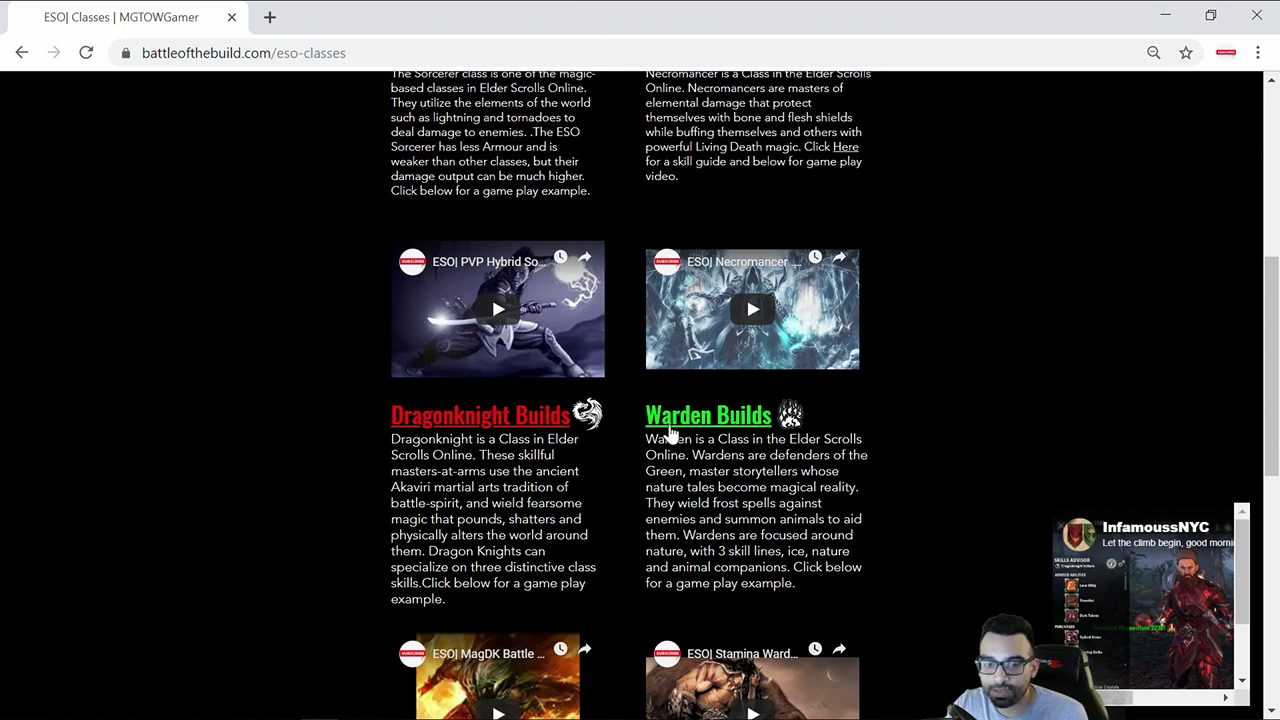 ESO| Classes | MGTOWGamer
battleofthebuild.com/eso-classes
The Sorcerer class is one of the magic-
based classes in Elder Scrolls Online.
They utilize the elements of the world
such as lightning and tornadoes to
deal damage to enemies. .The ESO
Sorcerer has less Armour and is
weaker than other classes, but their
damage output can be much higher.
Click below for a game play example.
Necromancer is a Class in the Elder Scrolls
Online. Necromancers are masters of
elemental damage that protect
themselves with bone and flesh shields
while buffing themselves and others with
powerful Living Death magic. Click Here
for a skill guide and below for game play
video.
SUBSCRIBE
ESO| PVP Hybrid So...
SUBSCRIBE
ESO| Necromancer ...
Dragonknight Builds
Dragonknight is a Class in Elder
Scrolls Online. These skillful
masters-at-arms use the ancient
Akaviri martial arts tradition of
battle-spirit, and wield fearsome
magic that pounds, shatters and
physically alters the world around
them. Dragon Knights can
specialize on three distinctive class
skills.Click below for a game play
example.
Warden Builds
Warden is a Class in the Elder Scrolls
Online. Wardens are defenders of the
Green, master storytellers whose
nature tales become magical reality.
They wield frost spells against
enemies and summon animals to aid
them. Wardens are focused around
nature, with 3 skill lines, ice, nature
and animal companions. Click below
for a game play example.
SUBSCRIBE
ESO| MagDK Battle ...
SUBSCRIBE
ESO| Stamina Ward...
InfamoussNYC
Let the climb begin, good morni
SKILLS ADVISOR